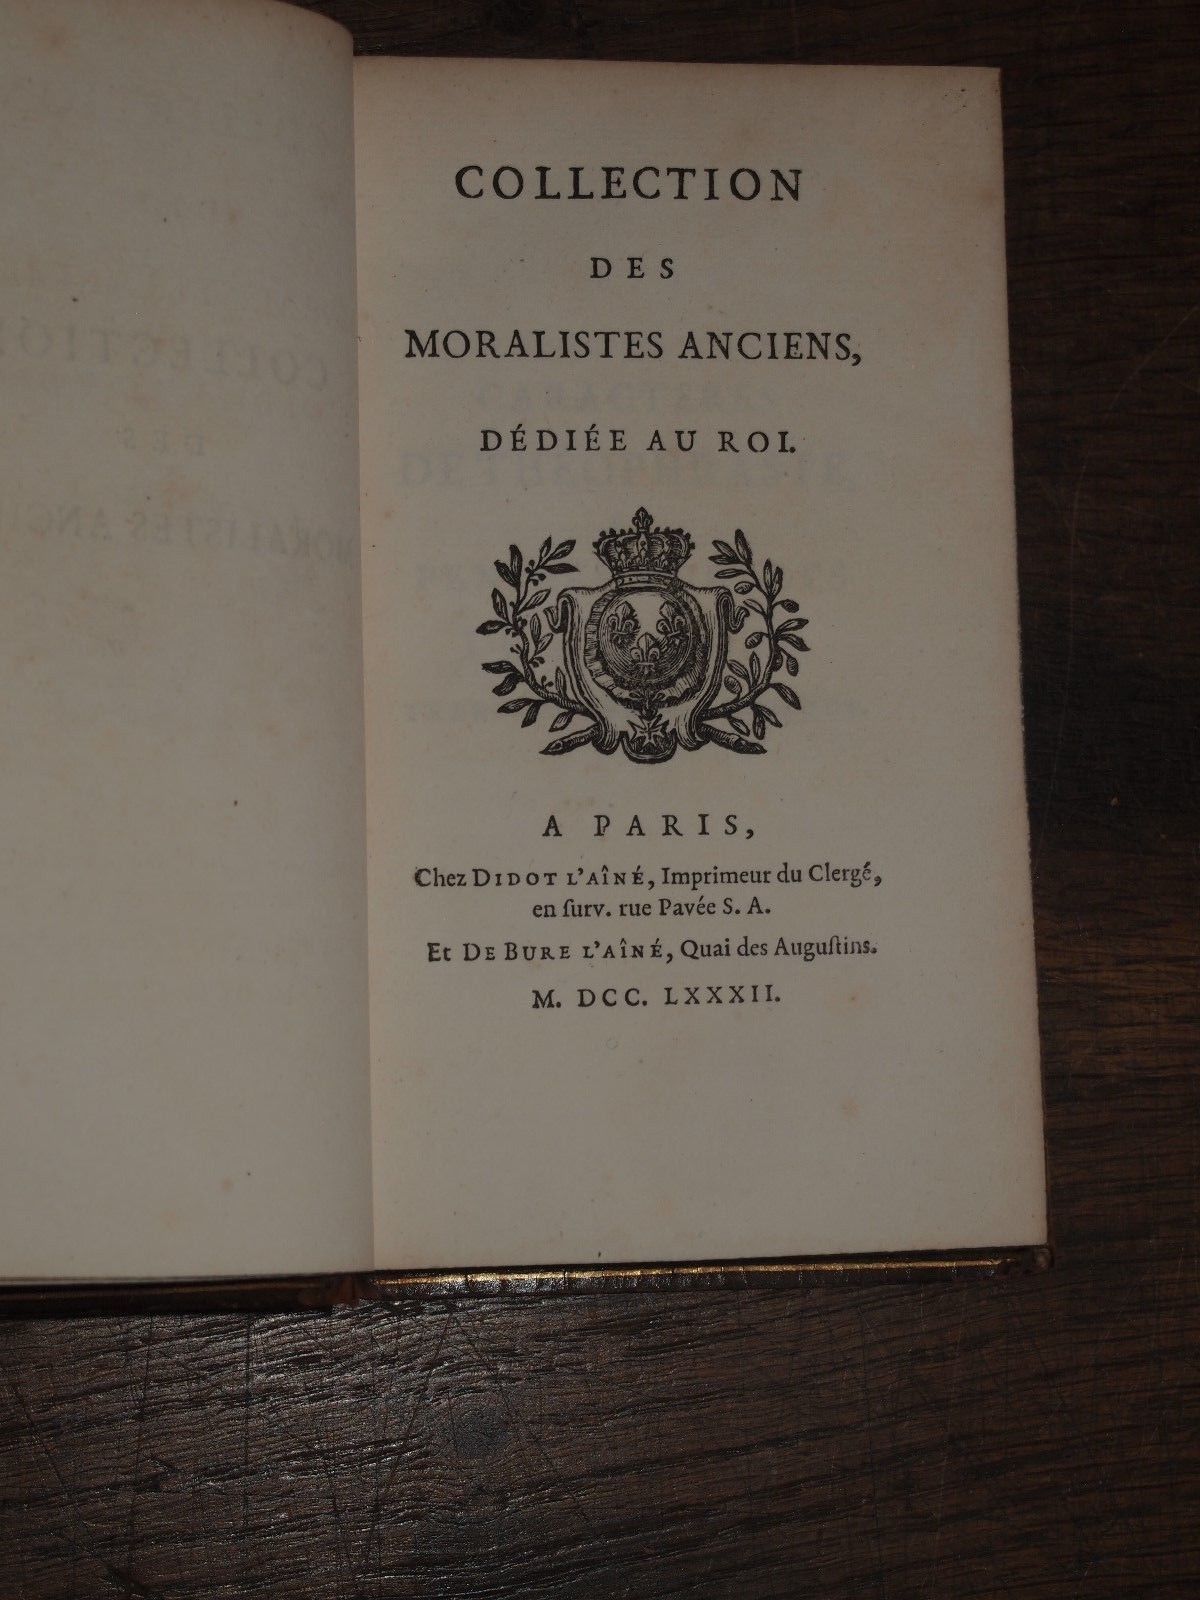 COLLECTION
DES
MORALISTES ANCIENS,
DÉDIÉE AU ROI.
A PARIS,
Chez DIDOT L'AÎNÉ, Imprimeur du Clergé,
en ſurv. rue Pavée S. A.
Et DE BURE L'AÎNÉ, Quai des Auguſtins.
M. DCC. LXXXII.